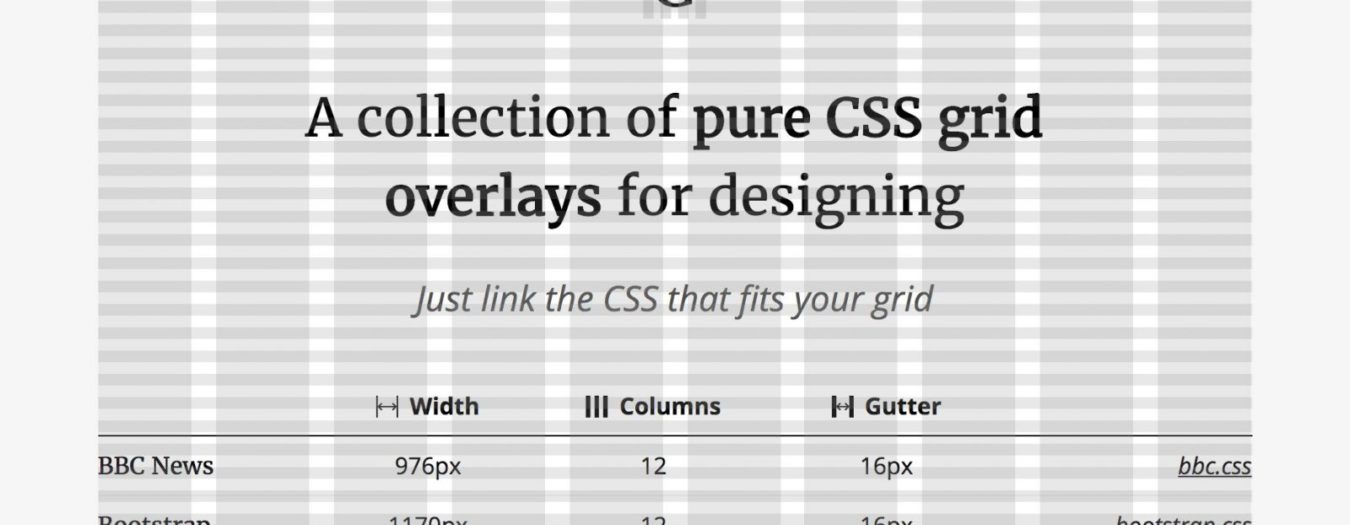 G
A collection of pure CSS grid
overlays for designing
Just link the CSS that fits your grid
Width Columns Gutter
BBC News 976px 12 16px bbc.css
Bootstrap 1170px 12 16px bootstrap.css